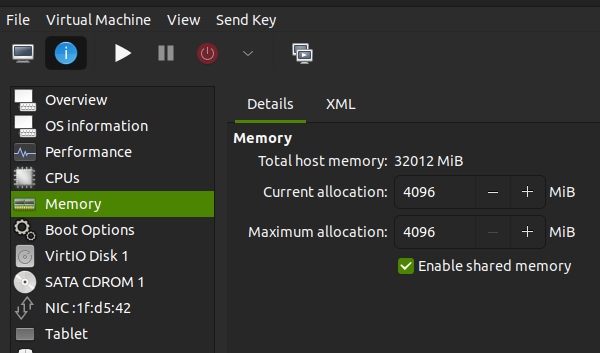 File Virtual Machine View Send Key
Overview
OS information
Performance
CPUs
Memory
Boot Options
VirtIO Disk 1
SATA CDROM 1
NIC :1f:d5:42
Tablet
Details XML
Memory
Total host memory: 32012 MiB
Current allocation: 4096 − + MiB
Maximum allocation: 4096 − + MiB
Enable shared memory